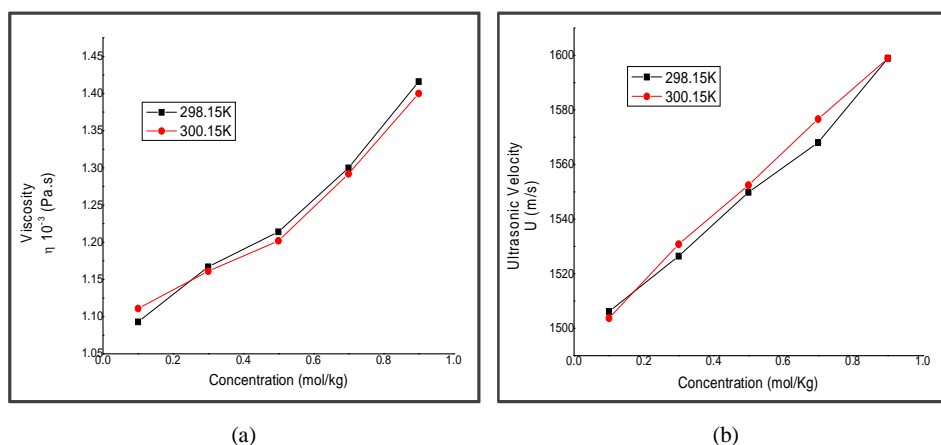 1.45
1.40
1.35
1.30
1.25
1.20
1.15
1.10
1.05
0.0 0.2 0.4 0.6 0.8 1.0
Viscosity
η 10⁻³ (Pa.s)
Concentration (mol/kg)
298.15K
300.15K
(a)
1600
1580
1560
1540
1520
1500
0.0 0.2 0.4 0.6 0.8 1.0
Ultrasonic Velocity
U (m/s)
Concentration (mol/Kg)
298.15K
300.15K
(b)